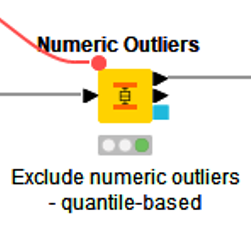 Numeric Outliers
Exclude numeric outliers
- quantile-based